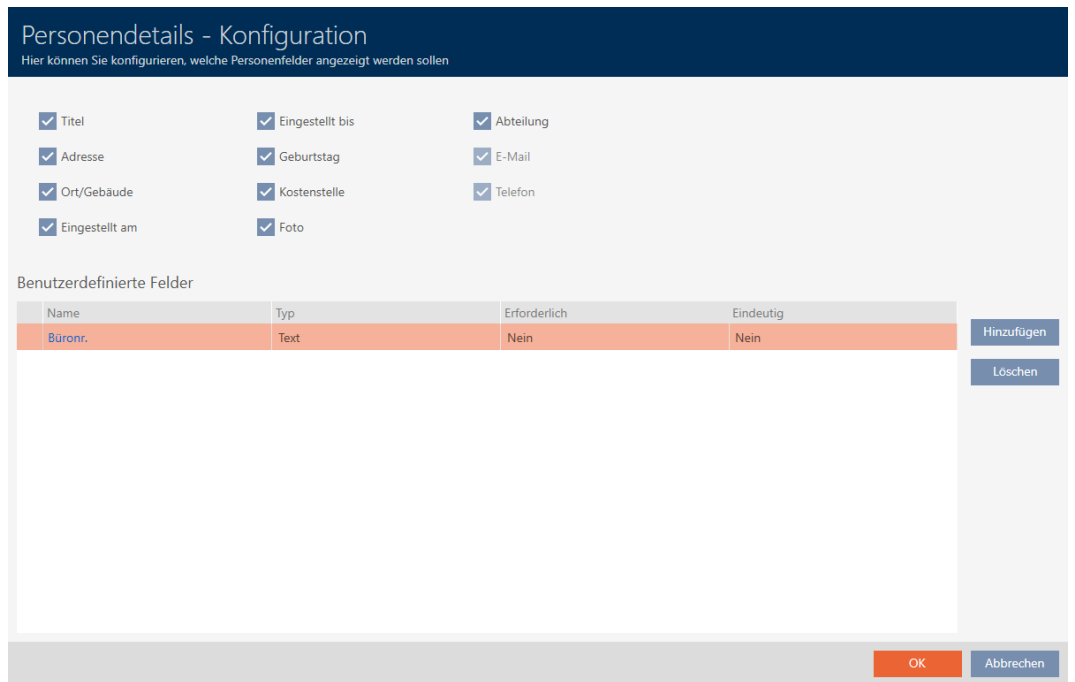 Personendetails - Konfiguration
Hier können Sie konfigurieren, welche Personenfelder angezeigt werden sollen
Titel Eingestellt bis Abteilung
Adresse Geburtstag E-Mail
Ort/Gebäude Kostenstelle Telefon
Eingestellt am Foto
Benutzerdefinierte Felder
Name Typ Erforderlich Eindeutig
Büronr. Text Nein Nein
Hinzufügen
Löschen
OK Abbrechen